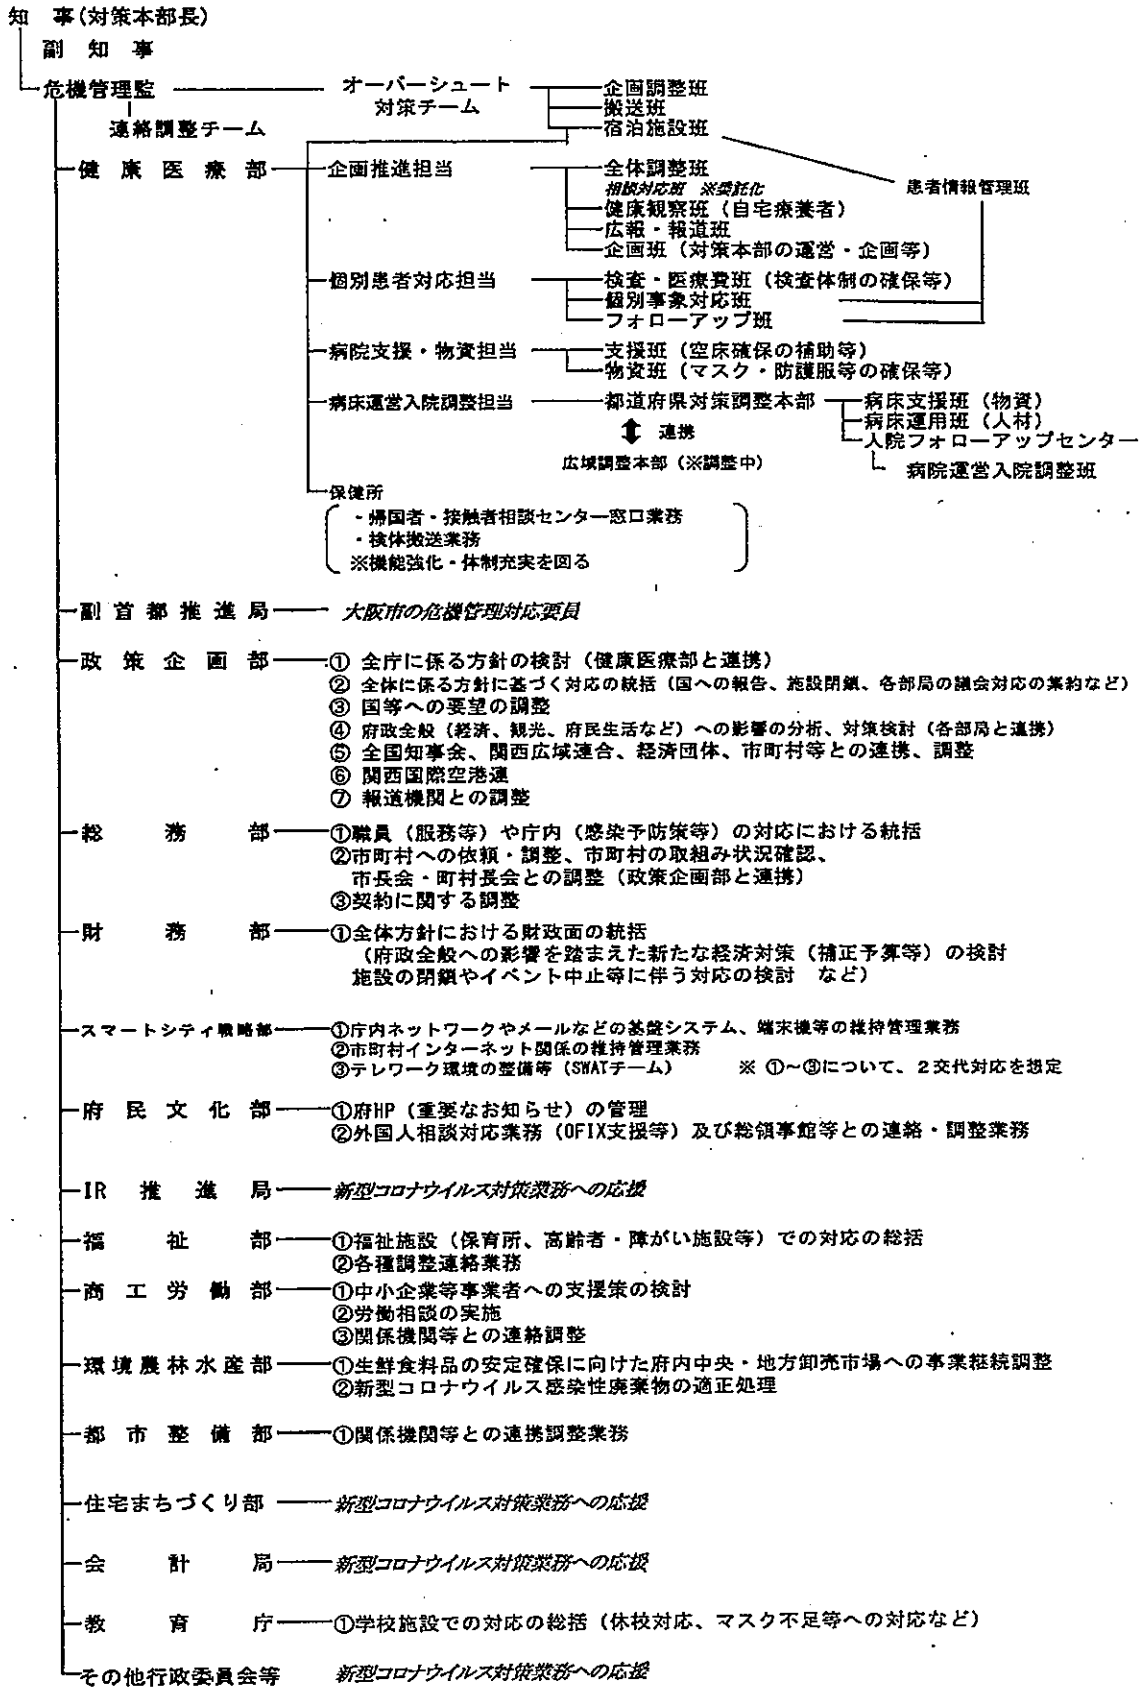 知 事(対策本部長)
副 知 事
危機管理監 オーバーシュート 対策チーム 企画調整班
搬送班
宿泊施設班
連絡調整チーム
健 康 医 療 部 企画推進担当 全体調整班
相談対応班 ※委託化
患者情報管理班
健康観察班(自宅療養者)
広報・報道班
企画班(対策本部の運営・企画等)
個別患者対応担当 検査・医療費班(検査体制の確保等)
個別事象対応班
フォローアップ班
病院支援・物資担当 支援班(空床確保の補助等)
物資班(マスク・防護服等の確保等)
病床運営入院調整担当 都道府県対策調整本部 病床支援班(物資)
病床運用班(人材)
入院フォローアップセンター
連携
広域調整本部(※調整中)
病院運営入院調整班
保健所
・帰国者・接触者相談センター窓口業務
・検体搬送業務
※機能強化・体制充実を図る
副 首 都 推 進 局 大阪市の危機管理対応要員
政 策 企 画 部 ① 全庁に係る方針の検討(健康医療部と連携)
② 全体に係る方針に基づく対応の統括(国への報告、施設閉鎖、各部局の議会対応の集約など)
③ 国等への要望の調整
④ 府政全般(経済、観光、府民生活など)への影響の分析、対策検討(各部局と連携)
⑤ 全国知事会、関西広域連合、経済団体、市町村等との連携、調整
⑥ 関西国際空港連
⑦ 報道機関との調整
総 務 部 ①職員(服務等)や庁内(感染予防策等)の対応における統括
②市町村への依頼・調整、市町村の取組み状況確認、
市長会・町村長会との調整(政策企画部と連携)
③契約に関する調整
財 務 部 ①全体方針における財政面の統括
(府政全般への影響を踏まえた新たな経済対策(補正予算等)の検討
施設の閉鎖やイベント中止等に伴う対応の検討 など)
スマートシティ戦略部 ①庁内ネットワークやメールなどの基盤システム、端末機等の維持管理業務
②市町村インターネット関係の維持管理業務
③テレワーク環境の整備等(SWATチーム) ※ ①~③について、2交代対応を想定
府 民 文 化 部 ①府HP(重要なお知らせ)の管理
②外国人相談対応業務(OFIX支援等)及び総領事館等との連絡・調整業務
IR 推 進 局 新型コロナウイルス対策業務への応援
福 祉 部 ①福祉施設(保育所、高齢者・障がい施設等)での対応の総括
②各種調整連絡業務
商 工 労 働 部 ①中小企業等事業者への支援策の検討
②労働相談の実施
③関係機関等との連絡調整
環境農林水産部 ①生鮮食料品の安定確保に向けた府内中央・地方卸売市場への事業継続調整
②新型コロナウイルス感染性廃棄物の適正処理
都 市 整 備 部 ①関係機関等との連携調整業務
住宅まちづくり部 新型コロナウイルス対策業務への応援
会 計 局 新型コロナウイルス対策業務への応援
教 育 庁 ①学校施設での対応の総括(休校対応、マスク不足等への対応など)
その他行政委員会等 新型コロナウイルス対策業務への応援